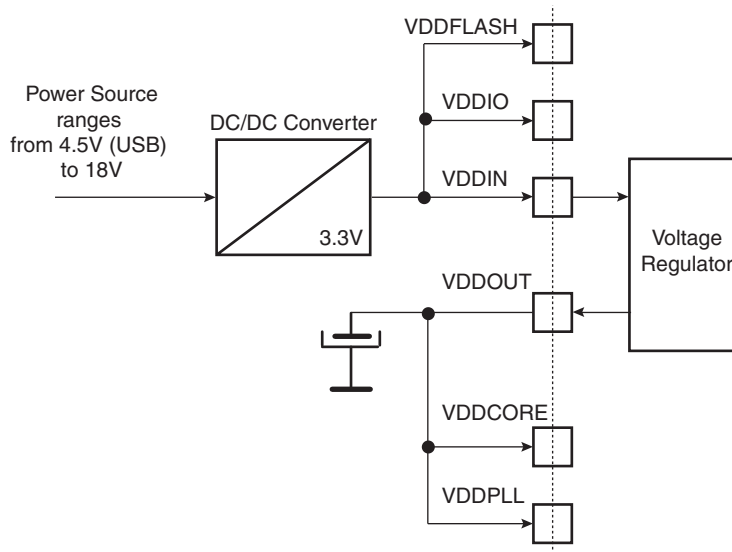 VDDFLASH
Power Source
ranges
from 4.5V (USB)
to 18V
DC/DC Converter
VDDIO
VDDIN
3.3V
Voltage
Regulator
VDDOUT
VDDCORE
VDDPLL